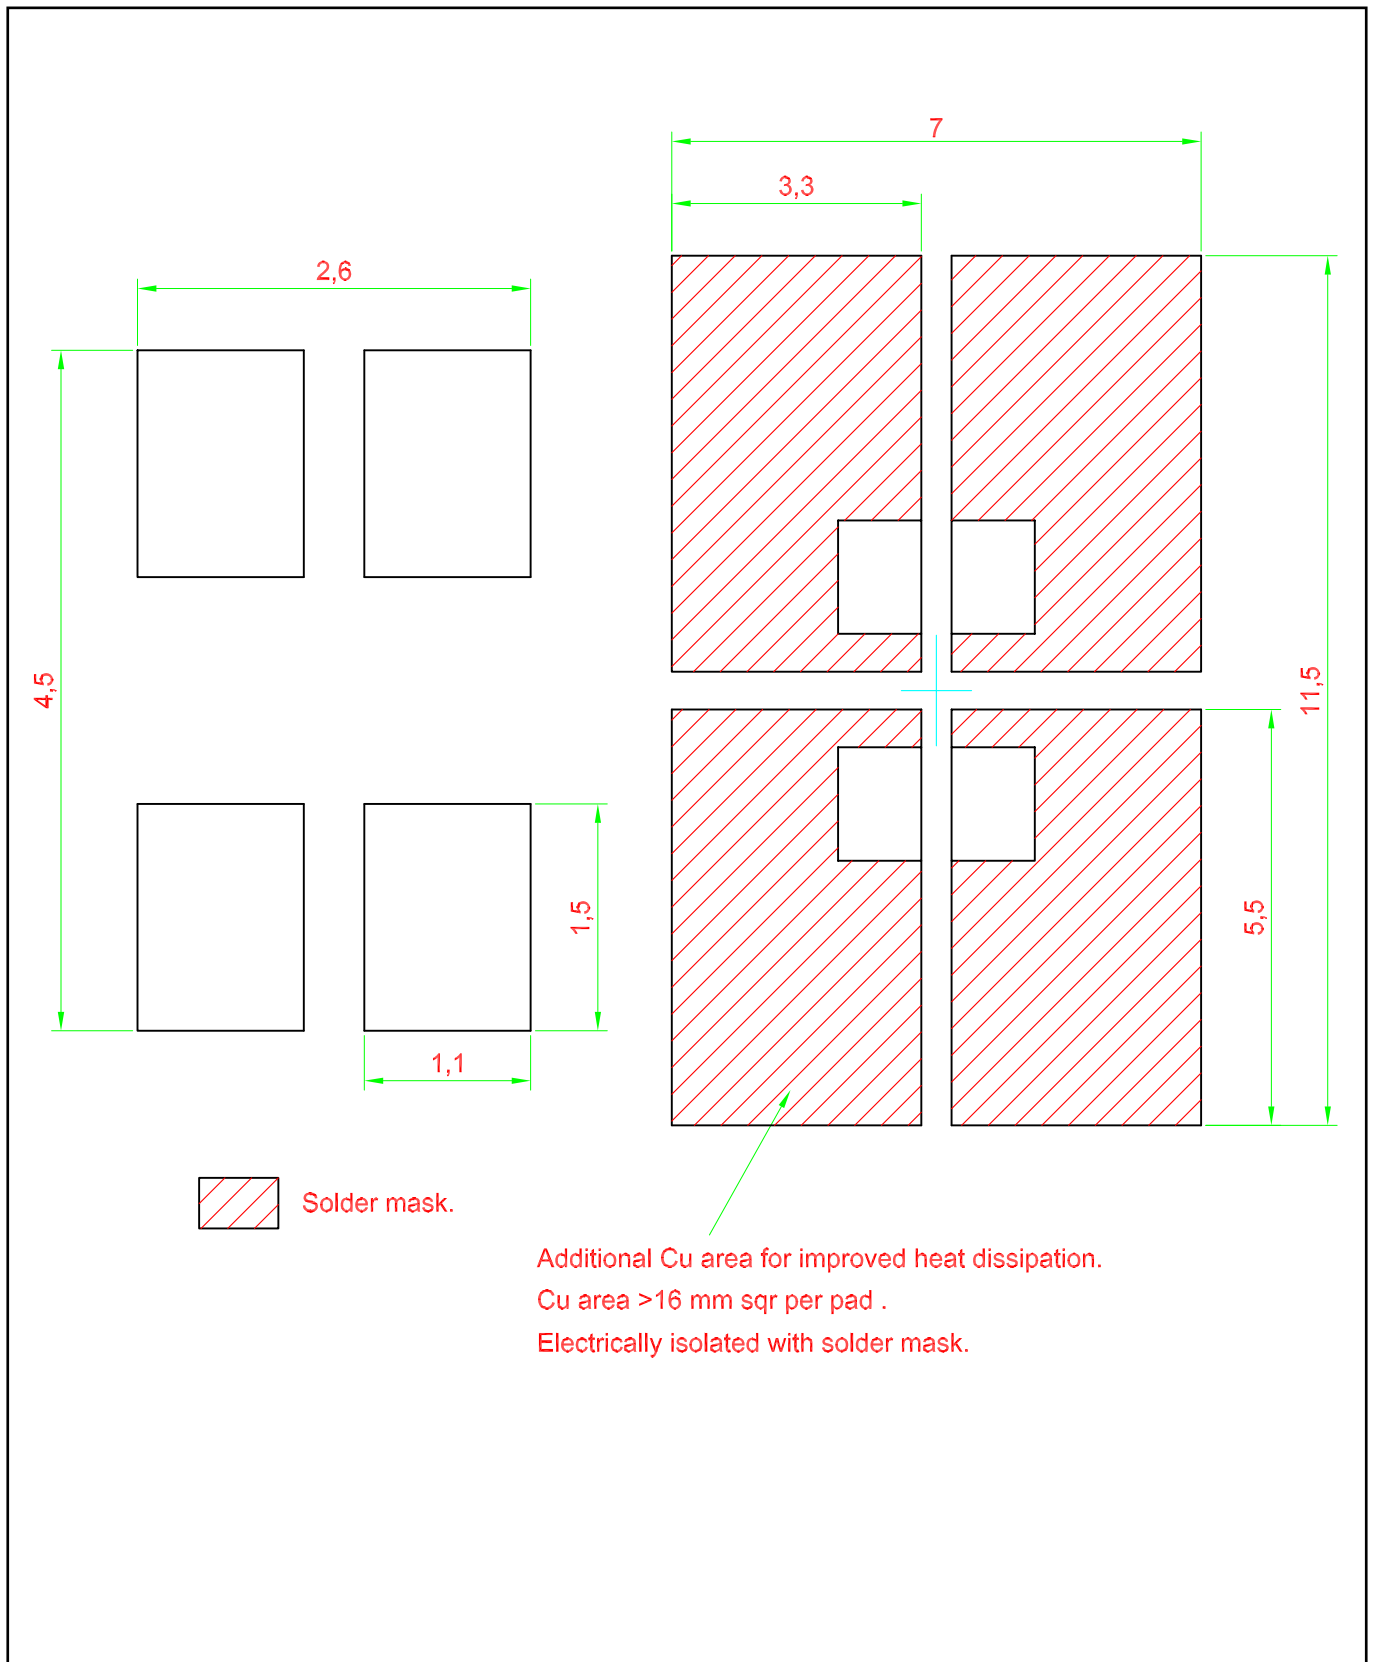 7
3,3
2,6
4,5
11,5
1,5
5,5
1,1
Solder mask.
Additional Cu area for improved heat dissipation.
Cu area >16 mm sqr per pad .
Electrically isolated with solder mask.